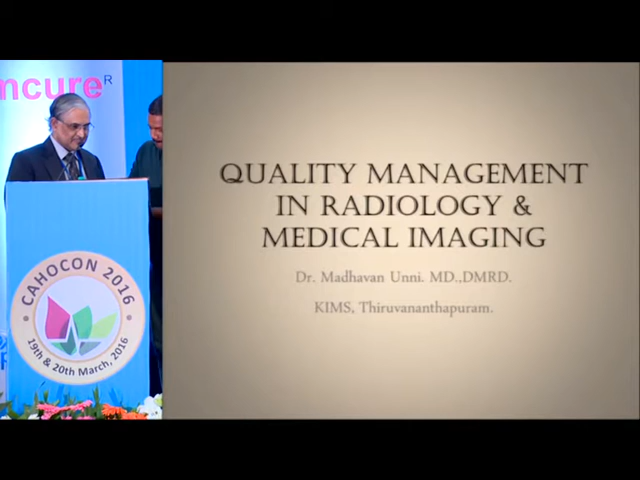 mcure R
CAHOCON 2016
19th & 20th March, 2016
QUALITY MANAGEMENT
IN RADIOLOGY &
MEDICAL IMAGING
Dr. Madhavan Unni. MD.,DMRD.
KIMS, Thiruvananthapuram.